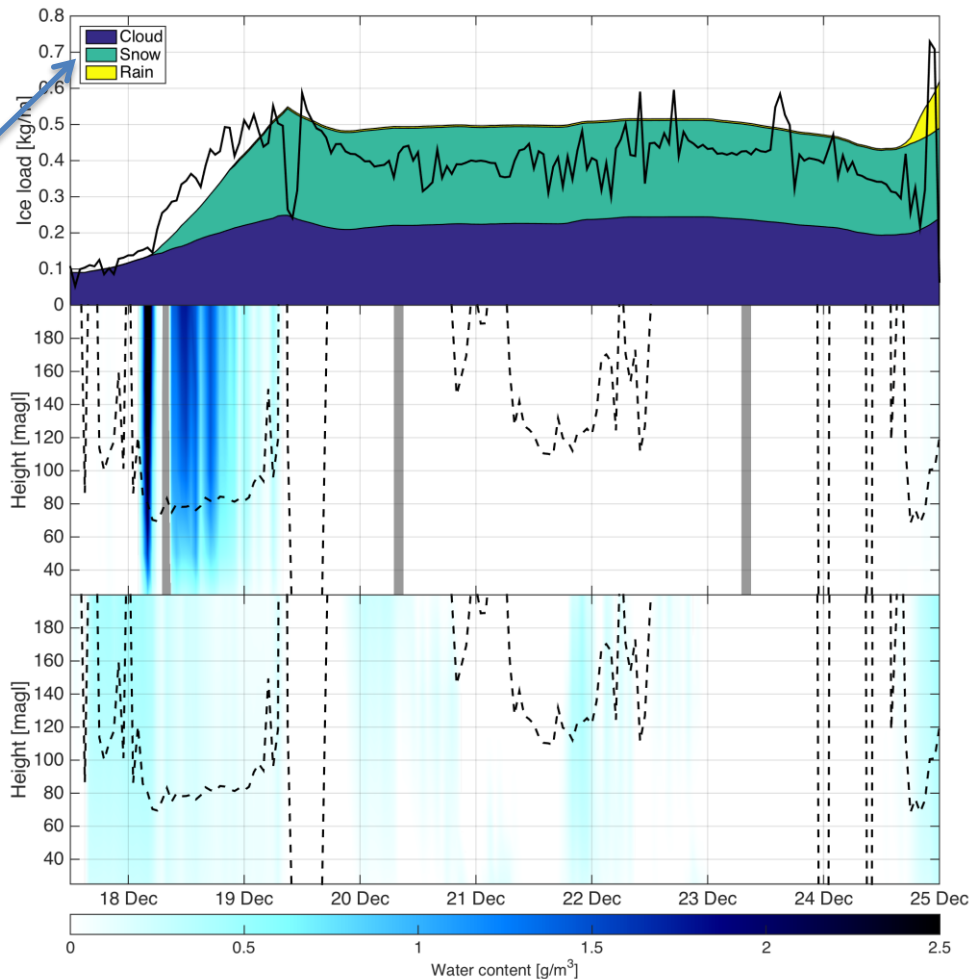 0.8
0.7
0.6
0.5
0.4
0.3
0.2
0.1
0
Ice load [kg/m]
Cloud
Snow
Rain
180
160
140
120
100
80
60
40
Height [magl]
180
160
140
120
100
80
60
40
Height [magl]
18 Dec 19 Dec 20 Dec 21 Dec 22 Dec 23 Dec 24 Dec 25 Dec
0 0.5 1 1.5 2 2.5
Water content [g/m³]